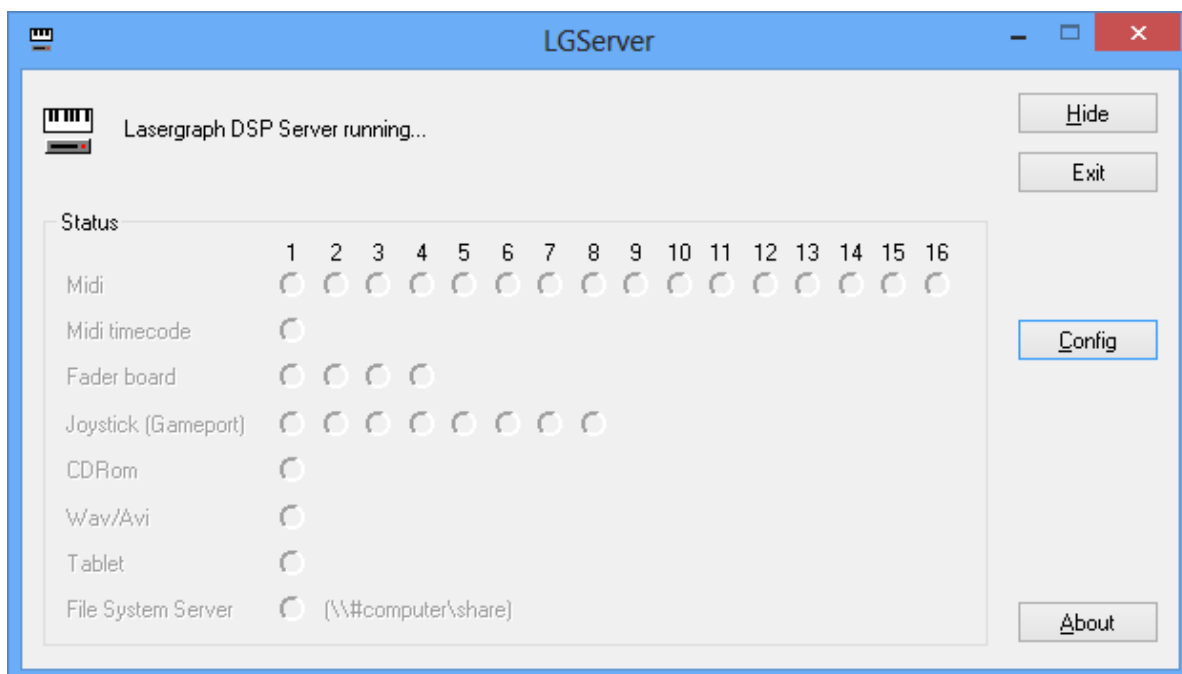 LGServer
Lasergraph DSP Server running...
Hide
Exit
Status
1 2 3 4 5 6 7 8 9 10 11 12 13 14 15 16
Midi
Midi timecode
Config
Fader board
Joystick (Gameport)
CDRom
Wav/Avi
Tablet
File System Server (\\#computer\share)
About